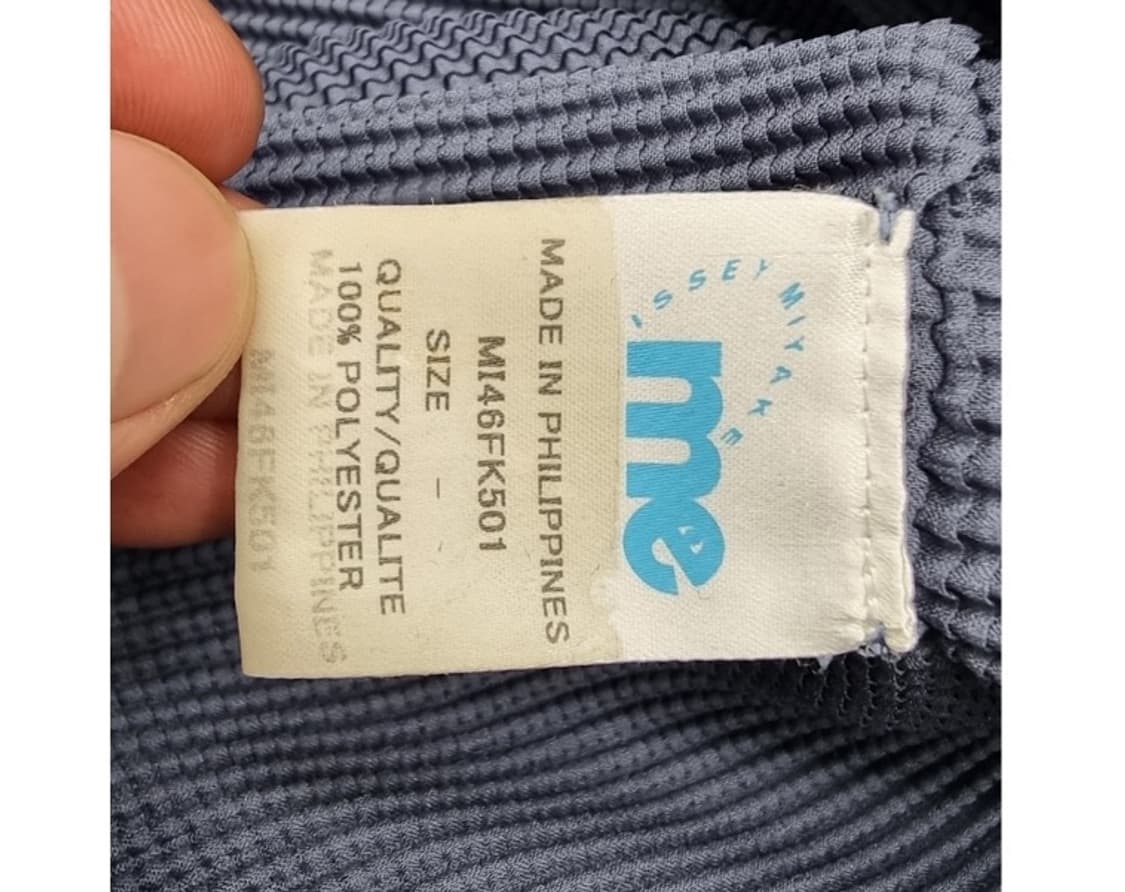 ISSEY MIYAKE
me
MADE IN PHILIPPINES
MI46FK501
SIZE –
QUALITY/QUALITE
100% POLYESTER
MADE IN PHILIPPINES
MI46FK501